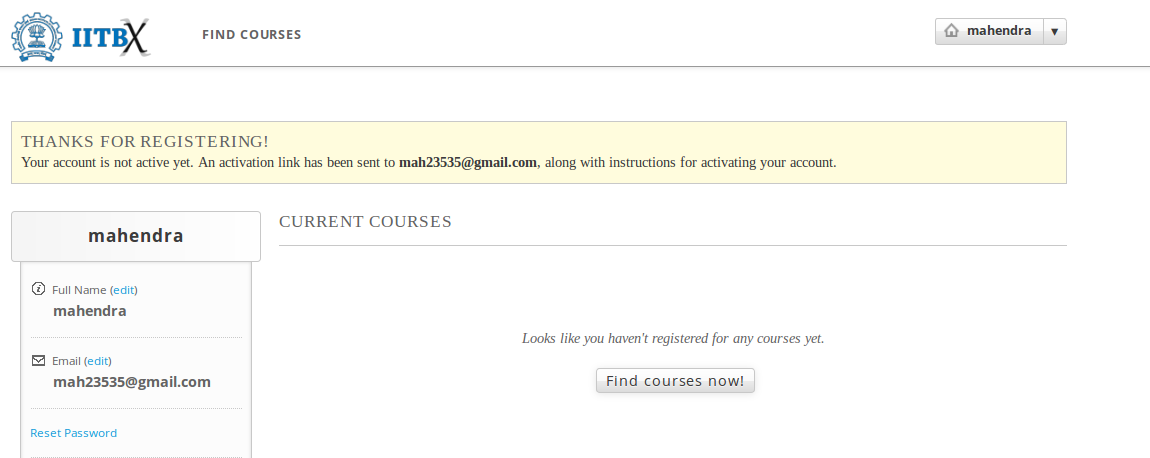 IITBX
FIND COURSES
mahendra
THANKS FOR REGISTERING!
Your account is not active yet. An activation link has been sent to mah23535@gmail.com, along with instructions for activating your account.
mahendra
CURRENT COURSES
Full Name (edit)
mahendra
Email (edit)
mah23535@gmail.com
Reset Password
Looks like you haven't registered for any courses yet.
Find courses now!